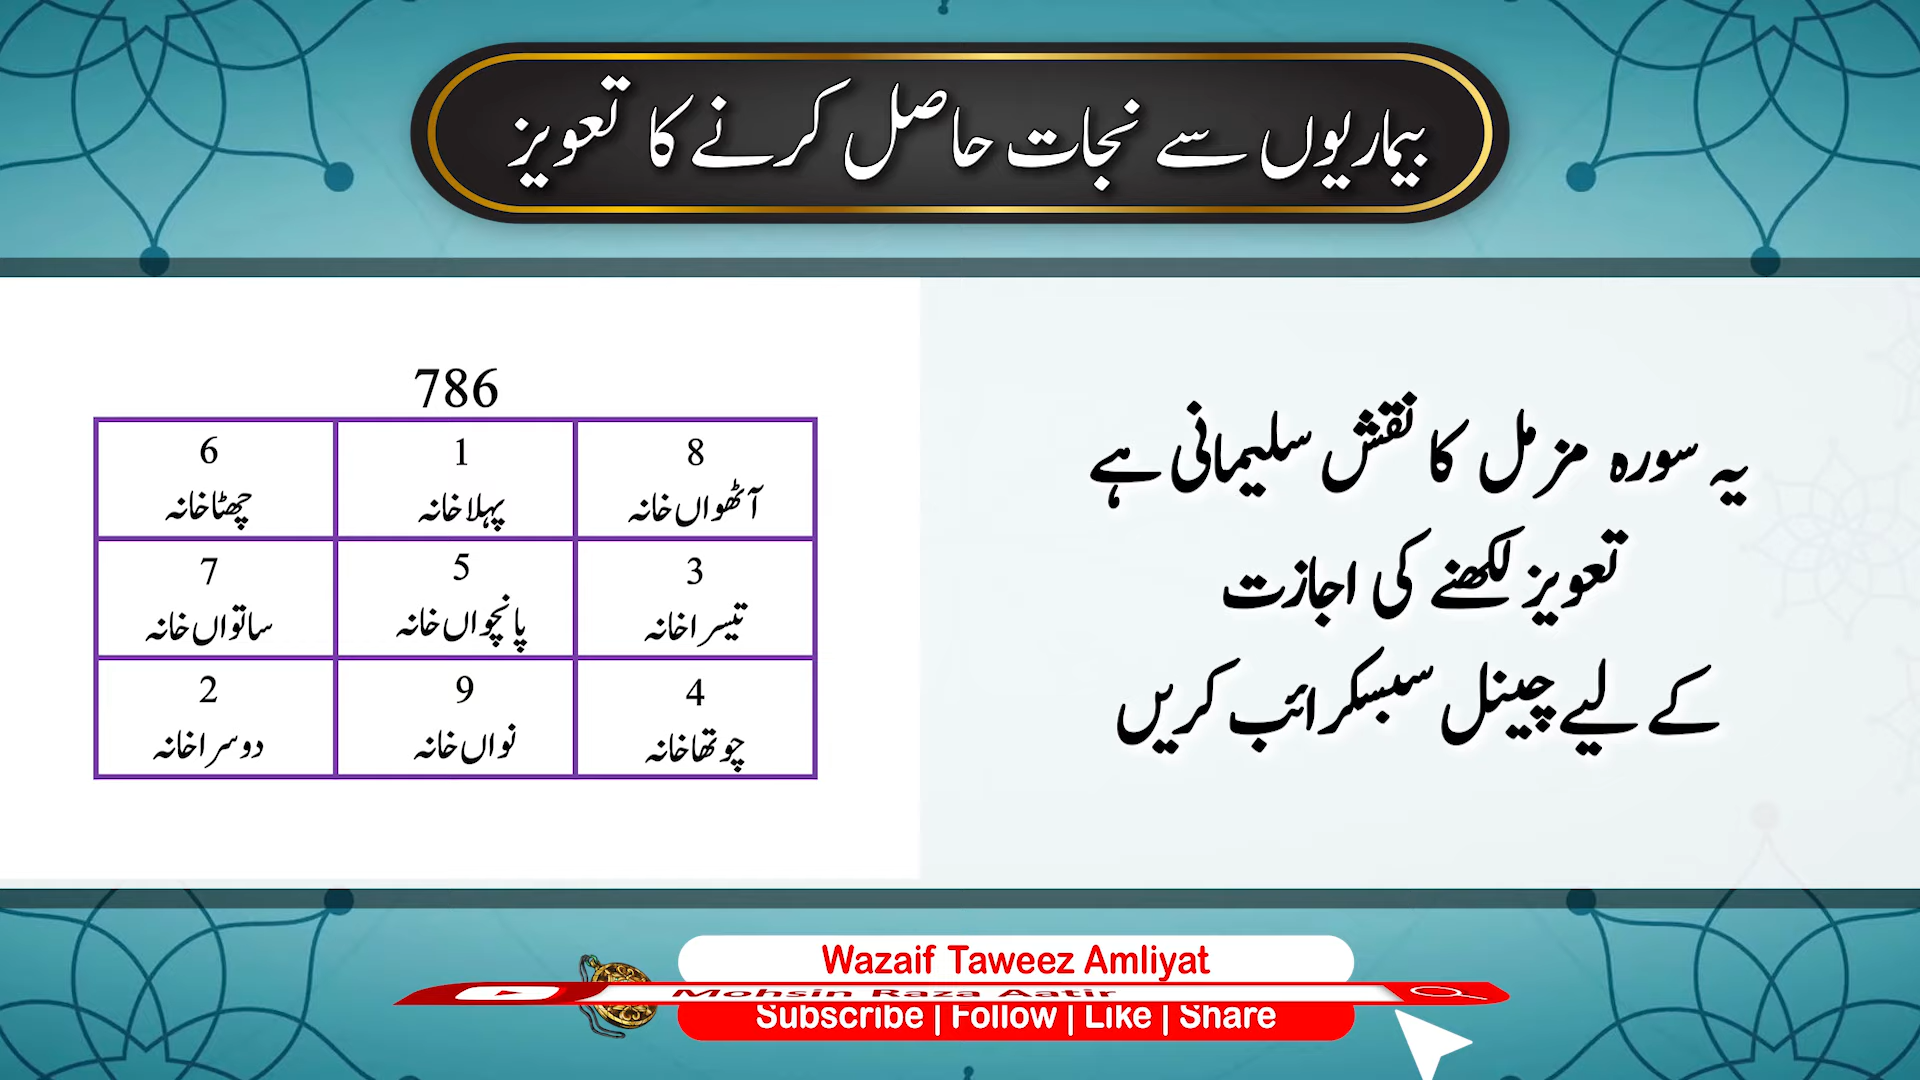 بیماریوں سے نجات حاصل کرنے کا تعویز
یہ سورہ مزمل کا نقش سلیمانی ہے
تعویز لکھنے کی اجازت
کے لیے چینل سبسکرائب کریں
786
6 1 8
چھٹا خانہ پہلا خانہ آٹھواں خانہ
7 5 3
ساتواں خانہ پانچواں خانہ تیسرا خانہ
2 9 4
دوسرا خانہ نواں خانہ چوتھا خانہ
Wazaif Taweez Amliyat
Mohsin Raza Aatir
Subscribe | Follow | Like | Share